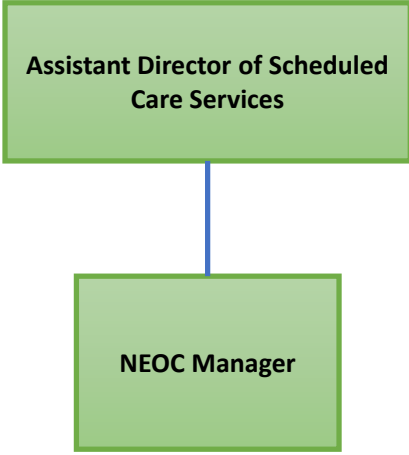 Assistant Director of Scheduled
Care Services
NEOC Manager